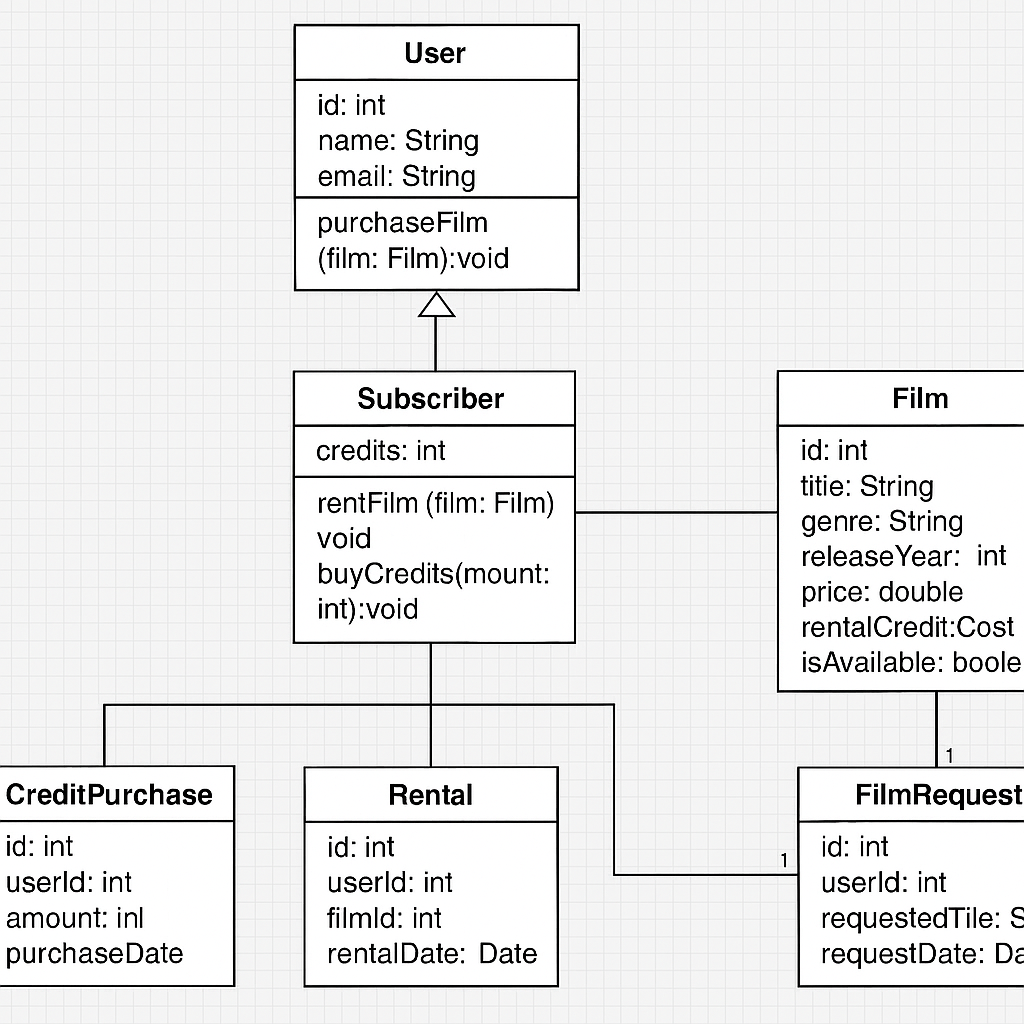 User
id: int
name: String
email: String
purchaseFilm
(film: Film):void
Subscriber
credits: int
rentFilm (film: Film)
void
buyCredits(mount:
int):void
Film
id: int
titie: String
genre: String
releaseYear: int
price: double
rentalCredit:Cost
isAvailable: boole
1
CreditPurchase
id: int
userId: int
amount: inl
purchaseDate
Rental
id: int
userId: int
filmId: int
rentalDate: Date
1
FilmRequest
id: int
userId: int
requestedTile: S
requestDate: Da